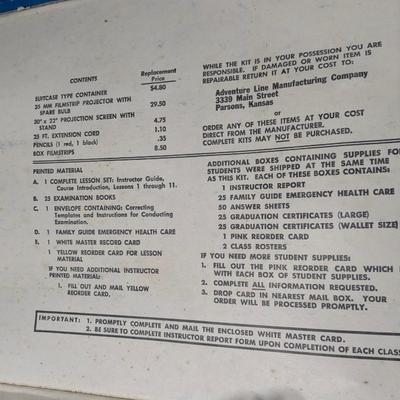 CONTENTS
Replacement
Price
SUITCASE TYPE CONTAINER $4.80
35 MM FILMSTRIP PROJECTOR WITH
SPARE BULB 29.50
30" x 22" PROJECTION SCREEN WITH
STAND 4.75
25 FT. EXTENSION CORD 1.10
PENCILS (1 red, 1 black) .35
BOX FILMSTRIPS 8.50
PRINTED MATERIAL
A. 1 COMPLETE LESSON SET: Instructor Guide,
Course Introduction, Lessons 1 through 11.
B. 25 EXAMINATION BOOKS
C. 1 ENVELOPE CONTAINING: Correcting
Templates and Instructions for Conducting
Examination.
D. 1 FAMILY GUIDE EMERGENCY HEALTH CARE
E. 1 WHITE MASTER RECORD CARD
1 YELLOW REORDER CARD FOR LESSON
MATERIAL
IF YOU NEED ADDITIONAL INSTRUCTOR
PRINTED MATERIAL:
1. FILL OUT AND MAIL YELLOW
REORDER CARD.
WHILE THE KIT IS IN YOUR POSSESSION YOU ARE
RESPONSIBLE. IF DAMAGED OR WORN ITEM IS
REPAIRABLE RETURN IT AT YOUR COST TO:
Adventure Line Manufacturing Company
3339 Main Street
Parsons, Kansas
or
ORDER ANY OF THESE ITEMS AT YOUR COST
DIRECT FROM THE MANUFACTURER.
COMPLETE KITS MAY NOT BE PURCHASED.
ADDITIONAL BOXES CONTAINING SUPPLIES FO
STUDENTS WERE SHIPPED AT THE SAME TIME
AS THIS KIT. EACH OF THESE BOXES CONTAINS:
1 INSTRUCTOR REPORT
25 FAMILY GUIDE EMERGENCY HEALTH CARE
50 ANSWER SHEETS
25 GRADUATION CERTIFICATES (LARGE)
25 GRADUATION CERTIFICATES (WALLET SIZE)
1 PINK REORDER CARD
2 CLASS ROSTERS
IF YOU NEED MORE STUDENT SUPPLIES:
1. FILL OUT THE PINK REORDER CARD WHICH
WITH EACH BOX OF STUDENT SUPPLIES.
2. COMPLETE ALL INFORMATION REQUESTED.
3. DROP CARD IN NEAREST MAIL BOX. YOUR
ORDER WILL BE PROCESSED PROMPTLY.
IMPORTANT: 1. PROMPTLY COMPLETE AND MAIL THE ENCLOSED WHITE MASTER CARD.
2. BE SURE TO COMPLETE INSTRUCTOR REPORT FORM UPON COMPLETION OF EACH CLASS